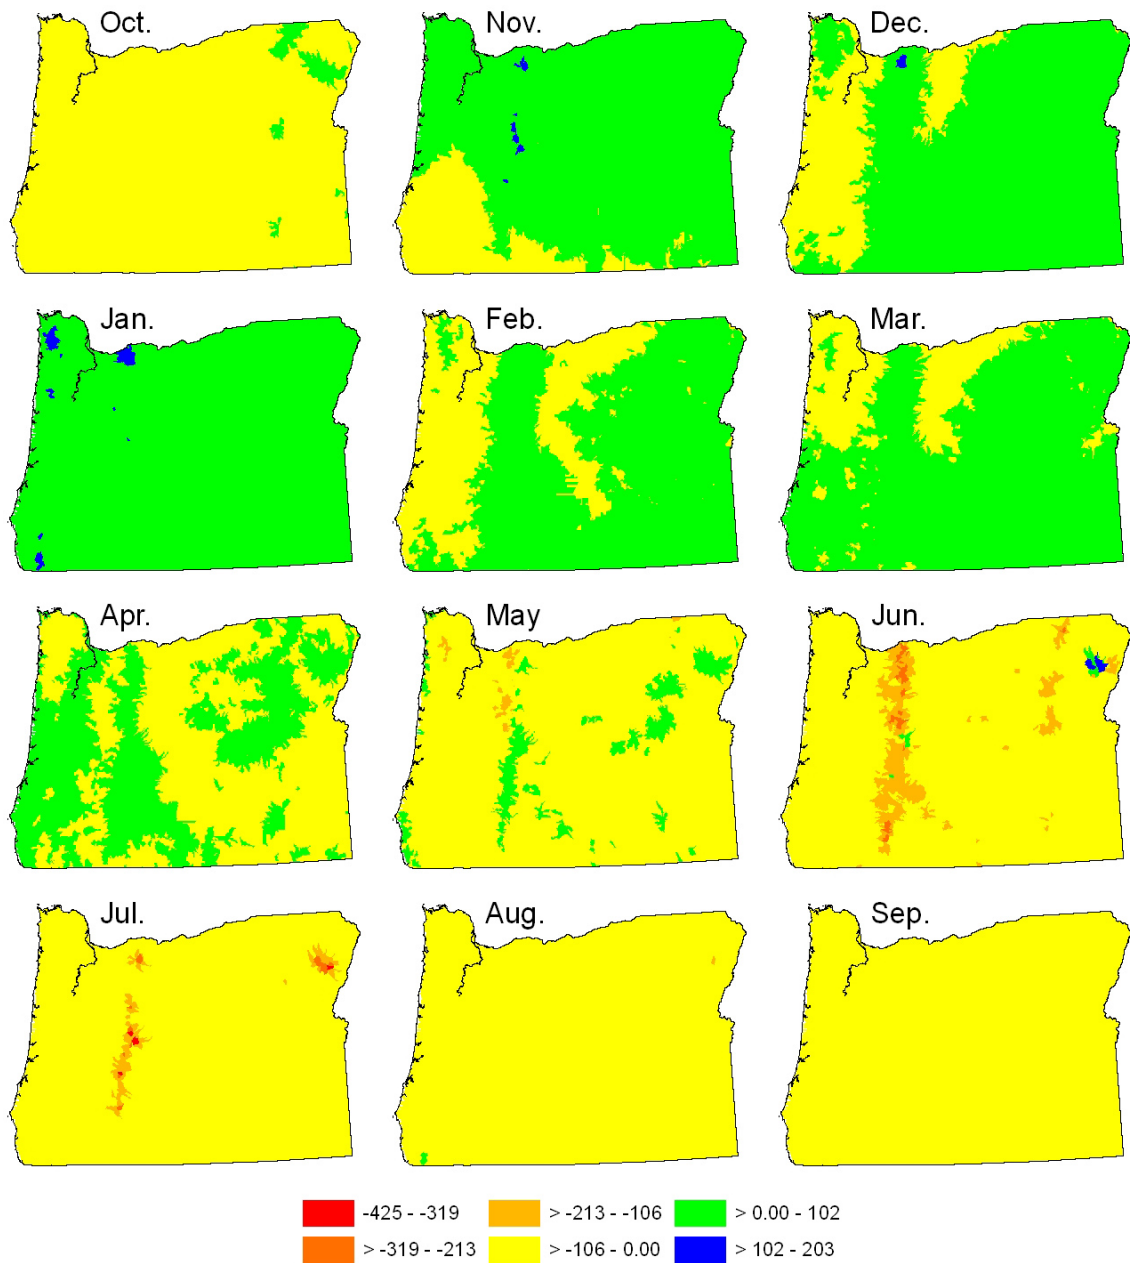 Oct. Nov. Dec.
Jan. Feb. Mar.
Apr. May Jun.
Jul. Aug. Sep.
-425 - -319 > -213 - -106 > 0.00 - 102
> -319 - -213 > -106 - 0.00 > 102 - 203